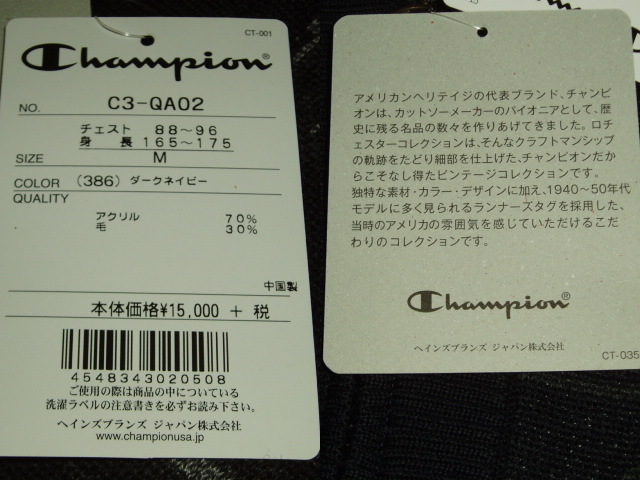 CT-001
Champion®
NO. C3-QA02
チェスト 88~96
身 長 165~175
SIZE M
COLOR (386) ダークネイビー
QUALITY
アクリル 70%
毛 30%
中国製
本体価格¥15,000 + 税
4548343020508
ご使用の際は商品の中についている
洗濯ラベルの注意書きを必ずお読み下さい。
ヘインズブランズ ジャパン株式会社
www.championusa.jp
アメリカンヘリテイジの代表ブランド、チャンピ
オンは、カットソーメーカーのパイオニアとして、歴
史に残る名品の数々を作りあげてきました。ロチ
ェスターコレクションは、そんなクラフトマンシップ
の軌跡をたどり細部を仕上げた、チャンピオンだか
らこそなし得たビンテージコレクションです。
独特な素材・カラー・デザインに加え、1940~50年代
モデルに多く見られるランナーズタグを採用した、
当時のアメリカの雰囲気を感じていただけるこだ
わりのコレクションです。
Champion®
ヘインズブランズ ジャパン株式会社
CT-035